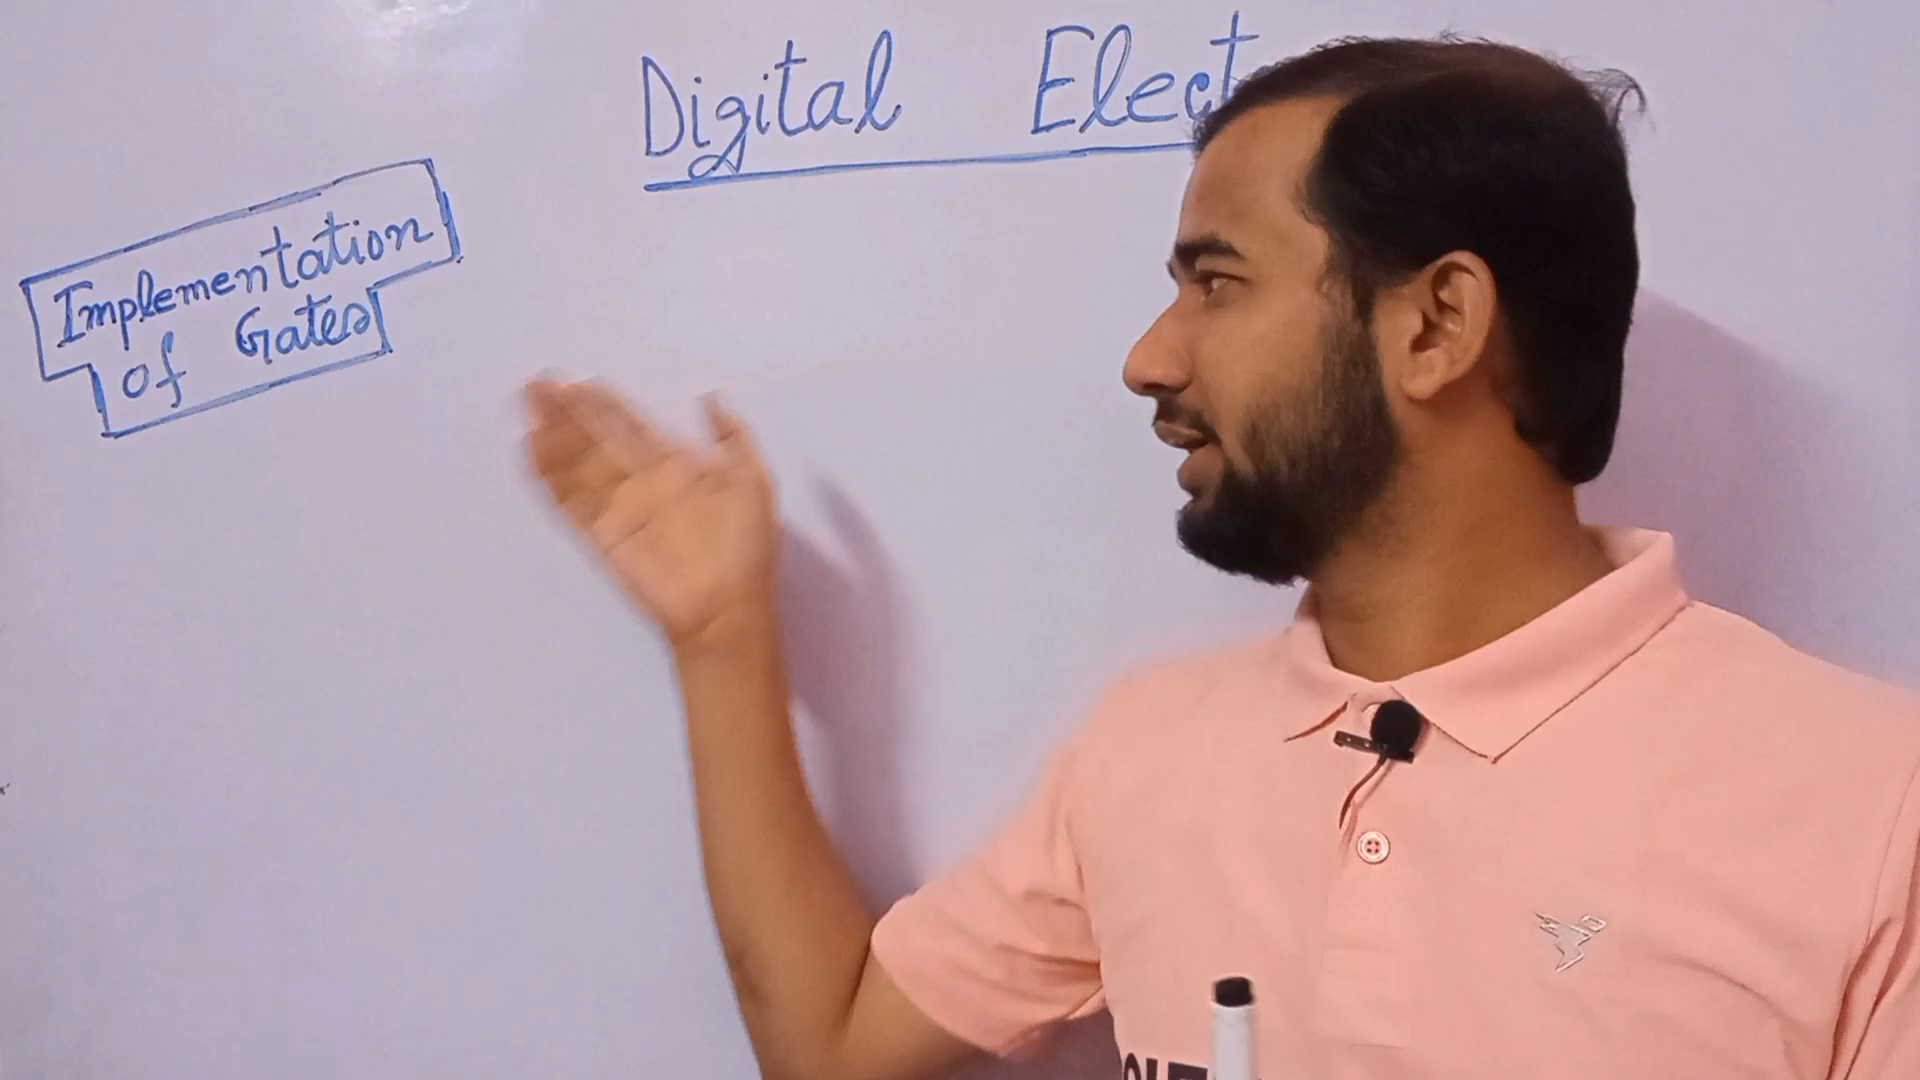 Digital Elect
Implementation
of Gates